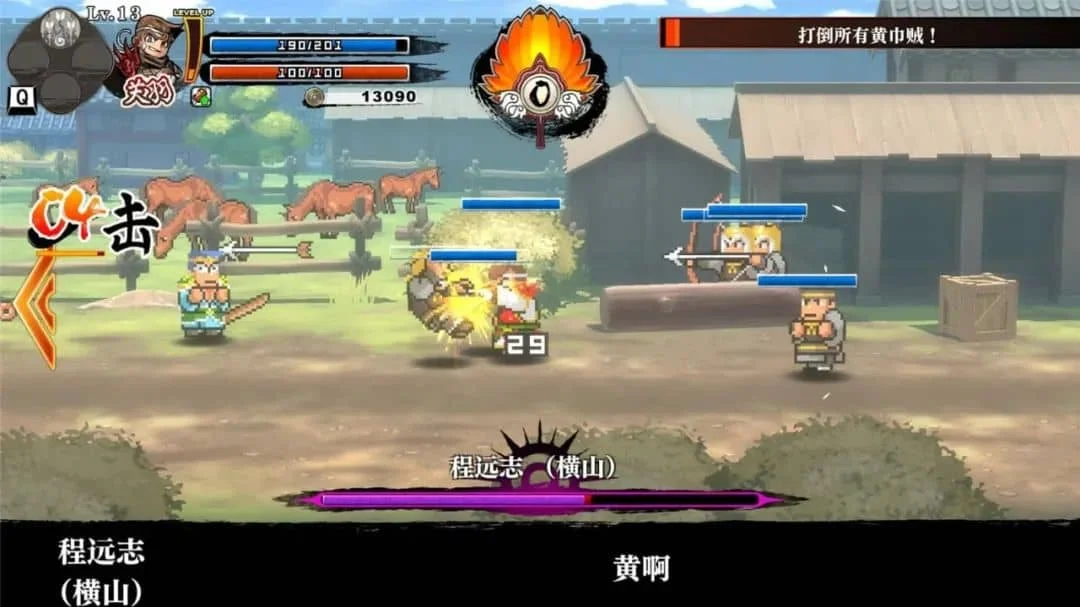 Lv.13
LEVEL UP
打倒所有黄巾贼！
190/201
关羽
100/100
Q
13090
04击
29
程远志（横山）
程远志
（横山）
黄啊